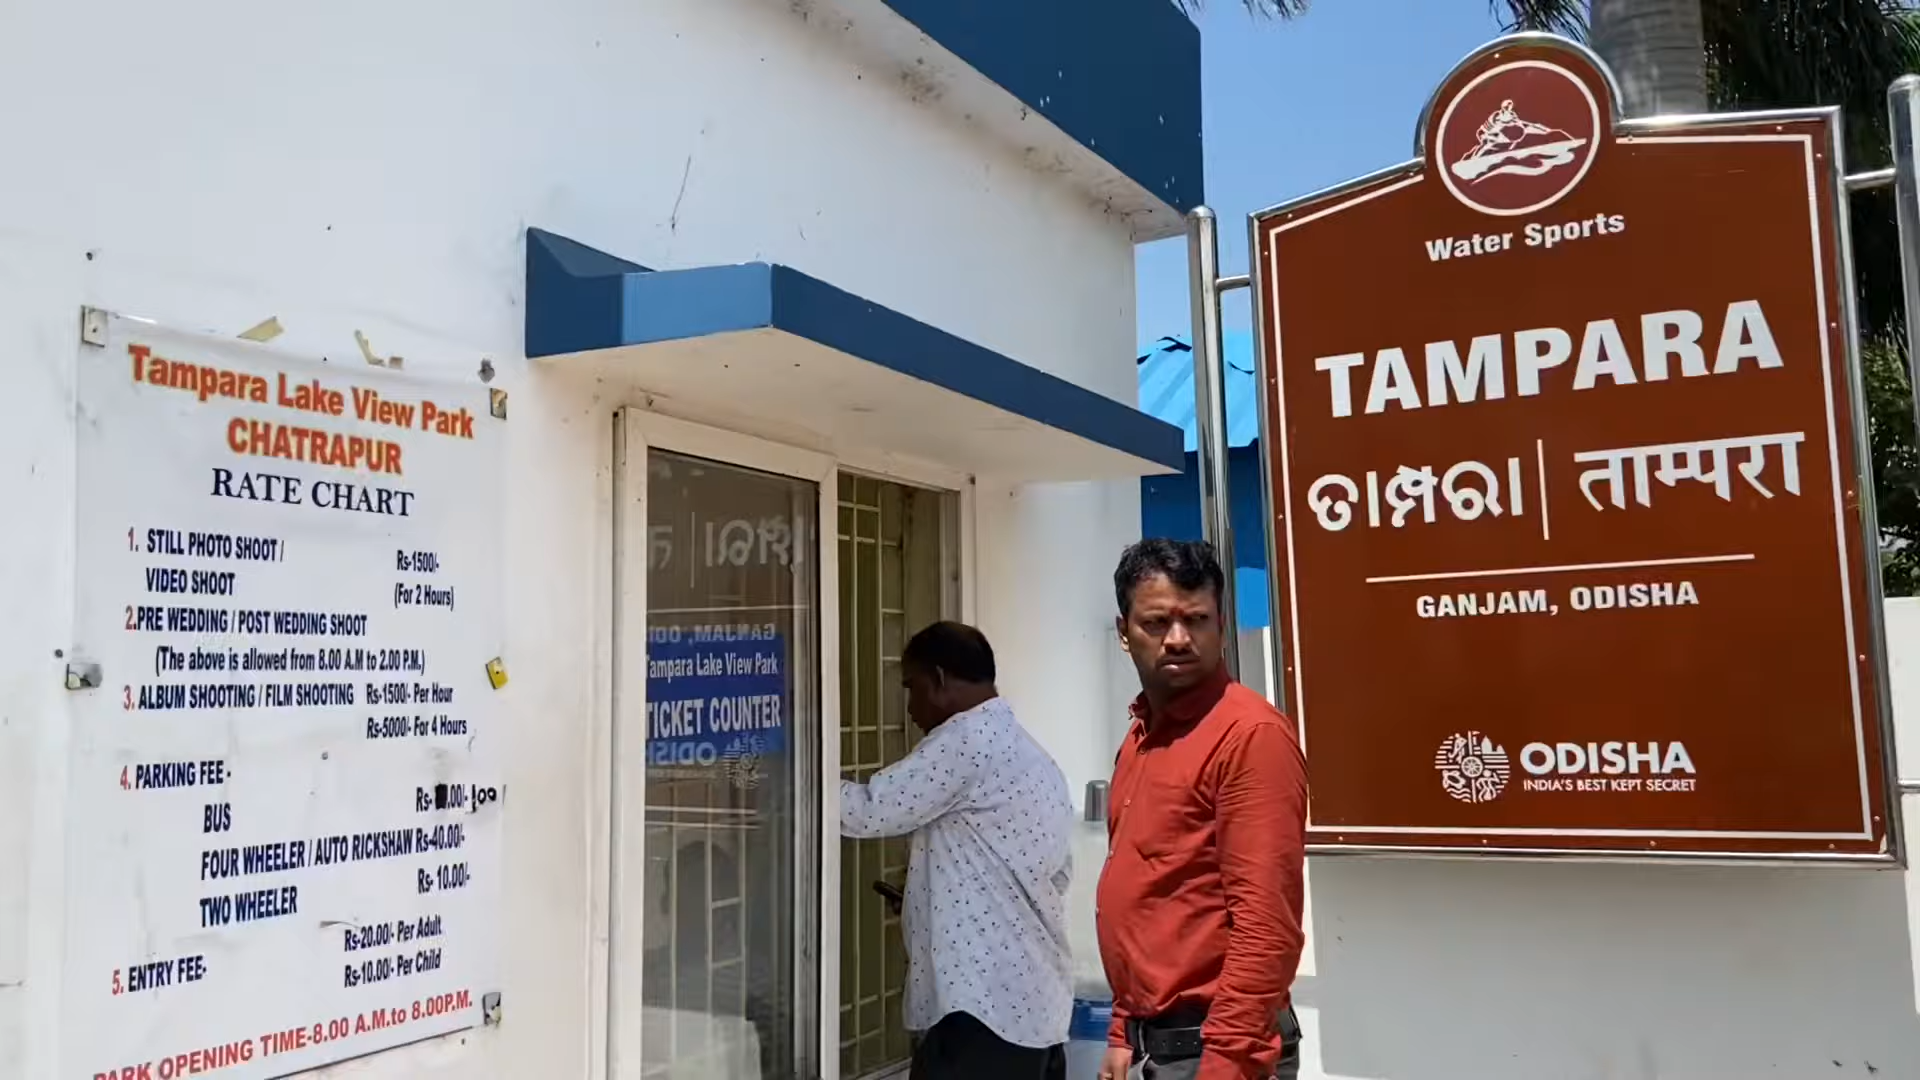 Tampara Lake View Park
CHATRAPUR
RATE CHART
1. STILL PHOTO SHOOT / Rs-1500/-
VIDEO SHOOT (For 2 Hours)
2.PRE WEDDING / POST WEDDING SHOOT
(The above is allowed from 8.00 A.M to 2.00 P.M.)
3. ALBUM SHOOTING / FILM SHOOTING Rs-1500/- Per Hour
Rs-5000/- For 4 Hours
4. PARKING FEE -
BUS Rs- .00/- 100
FOUR WHEELER / AUTO RICKSHAW Rs-40.00/-
TWO WHEELER Rs- 10.00/-
5. ENTRY FEE- Rs-20.00/- Per Adult
Rs-10.00/- Per Child
PARK OPENING TIME-8.00 A.M.to 8.00P.M.
Tampara Lake View Park
TICKET COUNTER
Water Sports
TAMPARA
ତାମ୍ପରା | ताम्परा
GANJAM, ODISHA
ODISHA
INDIA'S BEST KEPT SECRET